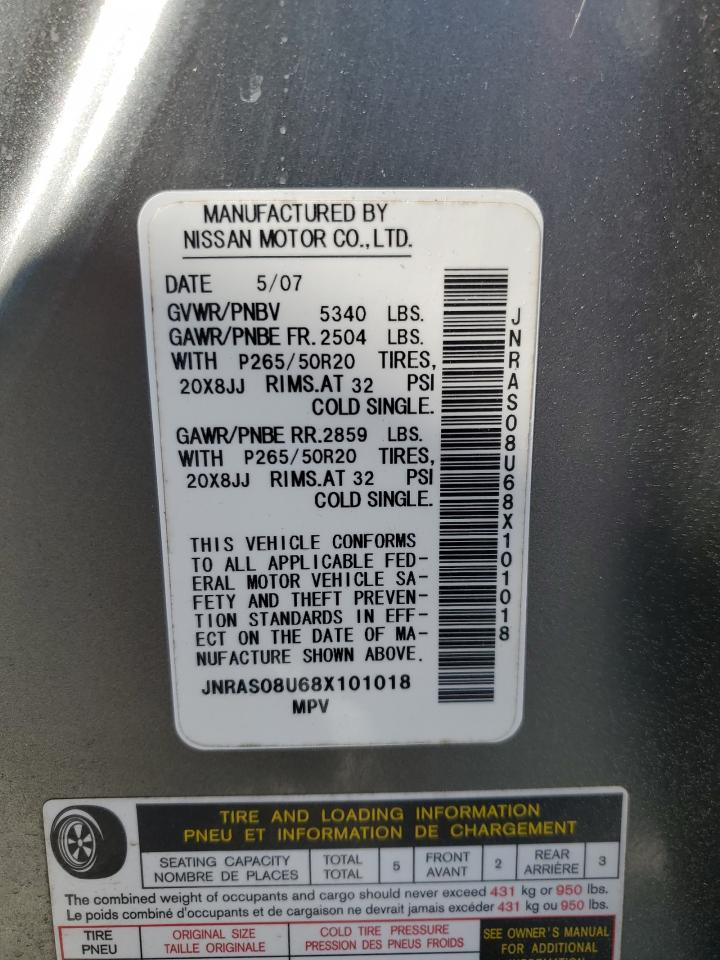 MANUFACTURED BY
NISSAN MOTOR CO., LTD.
DATE 5/07
GVWR/PNBV 5340 LBS.
GAWR/PNBE FR. 2504 LBS.
WITH P265/50R20 TIRES,
20X8JJ RIMS. AT 32 PSI
COLD SINGLE.
GAWR/PNBE RR. 2859 LBS.
WITH P265/50R20 TIRES,
20X8JJ RIMS. AT 32 PSI
COLD SINGLE.
THIS VEHICLE CONFORMS
TO ALL APPLICABLE FED-
ERAL MOTOR VEHICLE SA-
FETY AND THEFT PREVEN-
TION STANDARDS IN EFF-
ECT ON THE DATE OF MA-
NUFACTURE SHOWN ABOVE.
JNRAS08U68X101018
MPV
JNRAS08U68X101018
TIRE AND LOADING INFORMATION
PNEU ET INFORMATION DE CHARGEMENT
SEATING CAPACITY TOTAL 5 FRONT 2 REAR 3
NOMBRE DE PLACES TOTAL AVANT ARRIÈRE
The combined weight of occupants and cargo should never exceed 431 kg or 950 lbs.
Le poids combiné d'occupants et de cargaison ne devrait jamais excéder 431 kg ou 950 lbs.
TIRE ORIGINAL SIZE COLD TIRE PRESSURE SEE OWNER'S MANUAL
PNEU TAILLE ORIGINALE PRESSION DES PNEUS FROIDS FOR ADDITIONAL